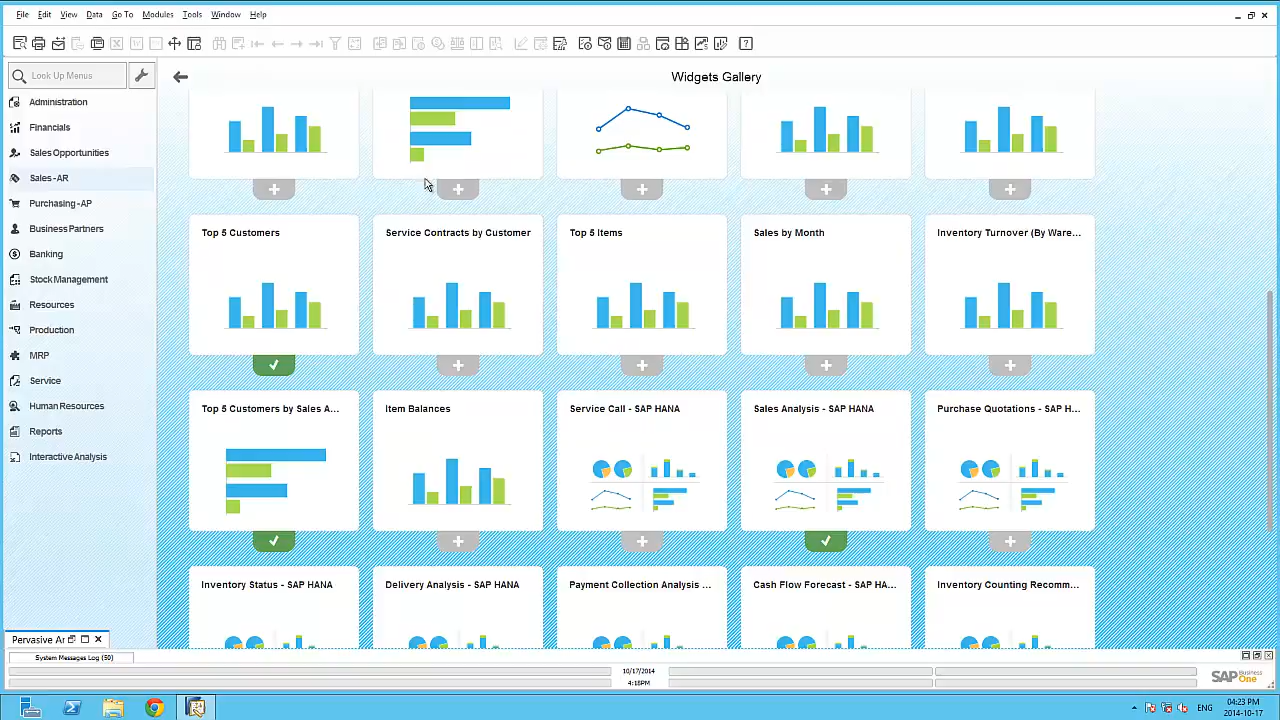 File Edit View Data Go To Modules Tools Window Help
Look Up Menus
Widgets Gallery
Administration
Financials
Sales Opportunities
Sales - AR
Purchasing - AP
Business Partners
Banking
Stock Management
Resources
Production
MRP
Service
Human Resources
Reports
Interactive Analysis
Top 5 Customers
Service Contracts by Customer
Top 5 Items
Sales by Month
Inventory Turnover (By Ware...
Top 5 Customers by Sales A...
Item Balances
Service Call - SAP HANA
Sales Analysis - SAP HANA
Purchase Quotations - SAP H...
Inventory Status - SAP HANA
Delivery Analysis - SAP HANA
Payment Collection Analysis ...
Cash Flow Forecast - SAP HA...
Inventory Counting Recomm...
Pervasive Ar
System Messages Log (50)
10/17/2014
4:18PM
SAP Business One
ENG
04:23 PM
2014-10-17